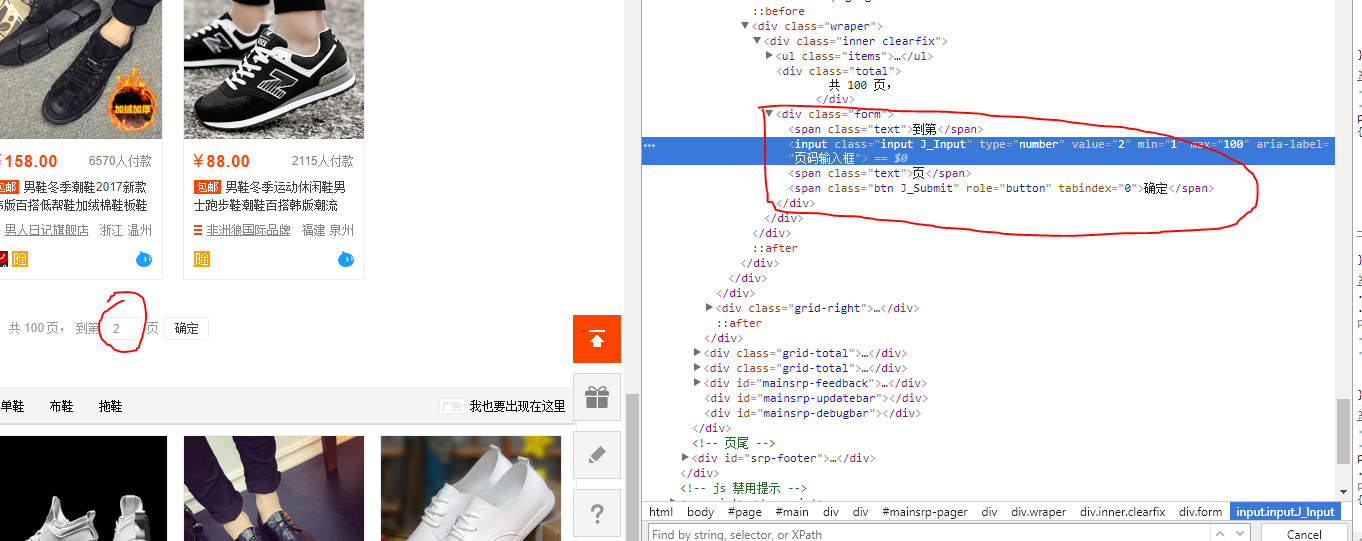 加绒加厚
¥158.00 6570人付款
¥88.00 2115人付款
包邮 男鞋冬季潮鞋2017新款
韩版百搭低帮鞋加绒棉鞋板鞋
包邮 男鞋冬季运动休闲鞋男
士跑步鞋潮鞋百搭韩版潮流
男人日记旗舰店 浙江 温州
非洲狼国际品牌 福建 泉州
险
险
共 100 页， 到第 2 页 确定
单鞋 布鞋 拖鞋
广告 我也要出现在这里
?
::before
▼<div class="wraper">
▼<div class="inner clearfix">
▶<ul class="items">…</ul>
<div class="total">
共 100 页，
</div>
▼<div class="form">
<span class="text">到第</span>
<input class="input J_Input" type="number" value="2" min="1" max="100" aria-label=
"页码输入框"> == $0
<span class="text">页</span>
<span class="btn J_Submit" role="button" tabindex="0">确定</span>
</div>
</div>
</div>
::after
</div>
</div>
</div>
▶<div class="grid-right">…</div>
::after
</div>
▶<div class="grid-total">…</div>
▶<div class="grid-total">…</div>
▶<div id="mainsrp-feedback">…</div>
<div id="mainsrp-updatebar"></div>
<div id="mainsrp-debugbar"></div>
</div>
<!-- 页尾 -->
▶<div id="srp-footer">…</div>
</div>
<!-- js 禁用提示 -->
html body #page #main div div #mainsrp-pager div div.wraper div.inner.clearfix div.form input.inputJ_Input
Find by string, selector, or XPath
Cancel